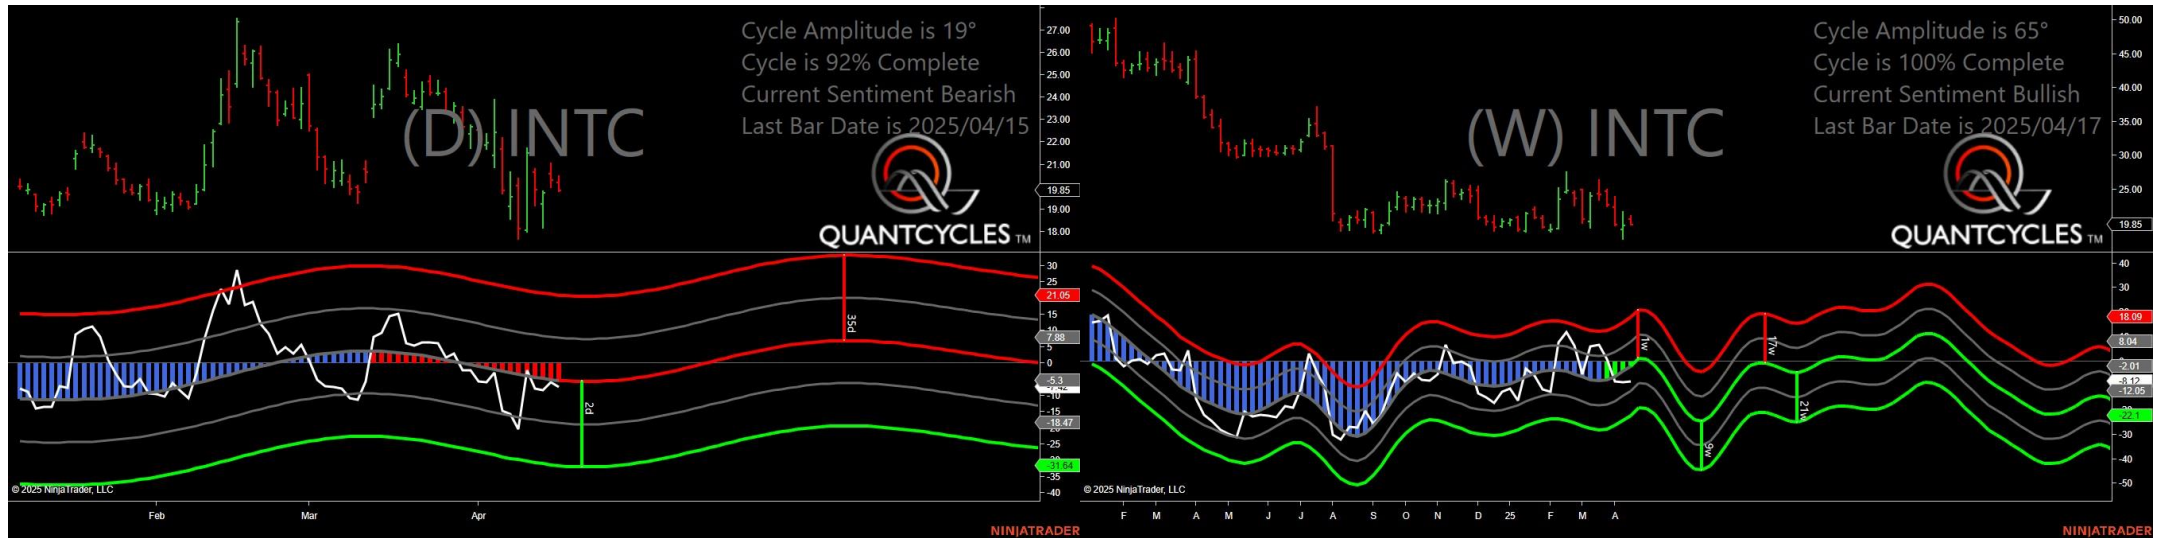 Cycle Amplitude is 19°
Cycle is 92% Complete
Current Sentiment Bearish
Last Bar Date is 2025/04/15
(D) INTC
QUANTCYCLES TM
27.00
26.00
25.00
24.00
23.00
22.00
21.00
19.85
19.00
18.00
30
25
21.05
15
10
7.88
5
0
-5.3
-10
-15
-18.47
-25
-31.64
-35
-40
35d
2d
© 2025 NinjaTrader, LLC
Feb Mar Apr
NINJATRADER
Cycle Amplitude is 65°
Cycle is 100% Complete
Current Sentiment Bullish
Last Bar Date is 2025/04/17
(W) INTC
QUANTCYCLES TM
50.00
45.00
40.00
35.00
30.00
25.00
19.85
40
30
18.09
8.04
-2.01
-8.12
-12.05
-22.1
-30
-40
-50
1w
17w
9w
21w
© 2025 NinjaTrader, LLC
F M A M J J A S O N D 25 F M A
NINJATRADER